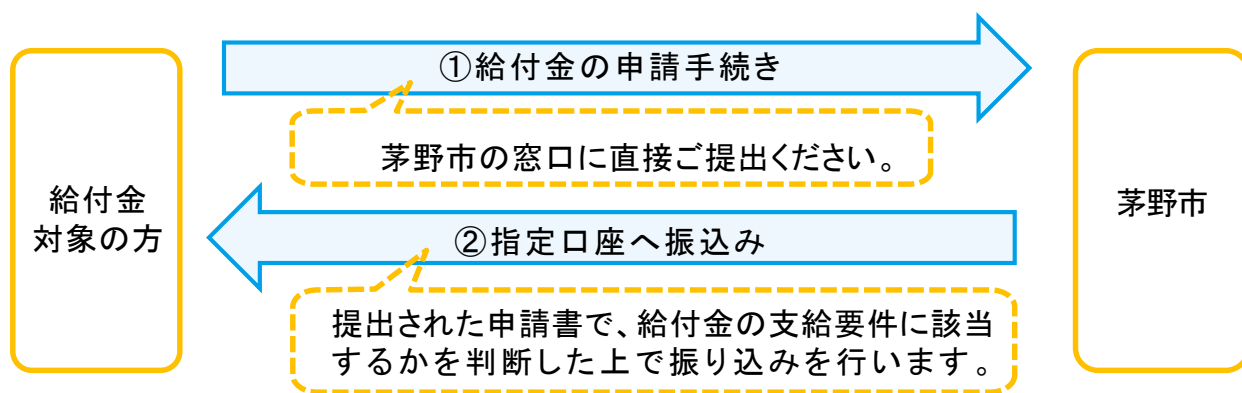 ①給付金の申請手続き
茅野市の窓口に直接ご提出ください。
給付金
対象の方
茅野市
②指定口座へ振込み
提出された申請書で、給付金の支給要件に該当
するかを判断した上で振り込みを行います。